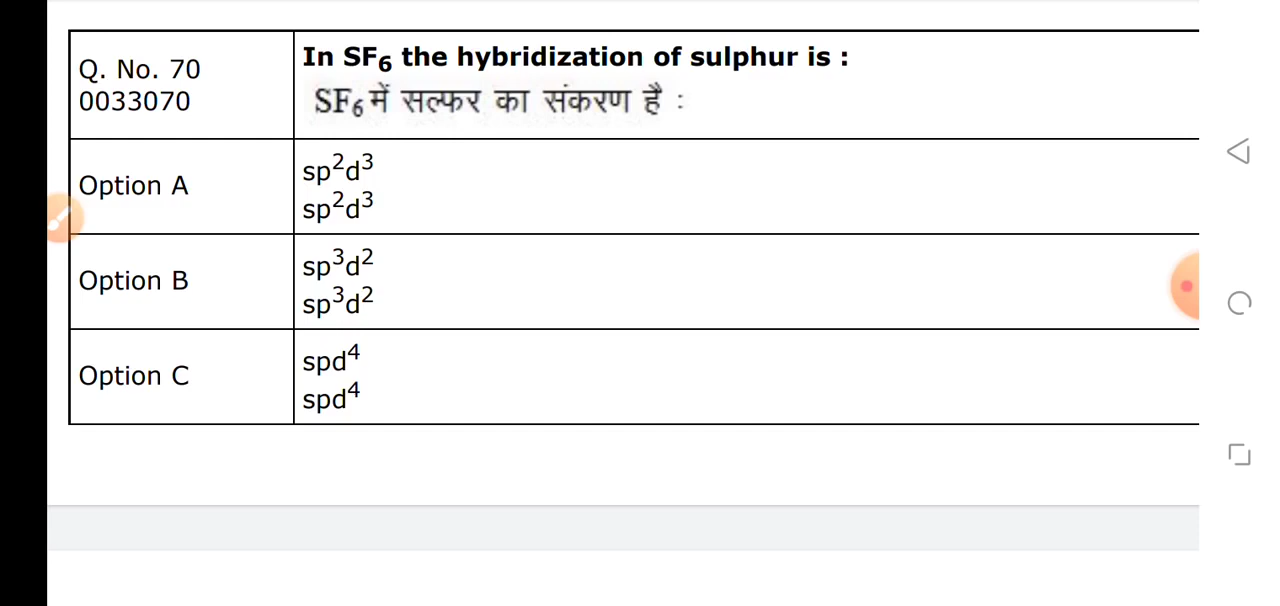 Q. No. 70
0033070
In SF₆ the hybridization of sulphur is :
SF₆ में सल्फर का संकरण है :
Option A
sp²d³
sp²d³
Option B
sp³d²
sp³d²
Option C
spd⁴
spd⁴